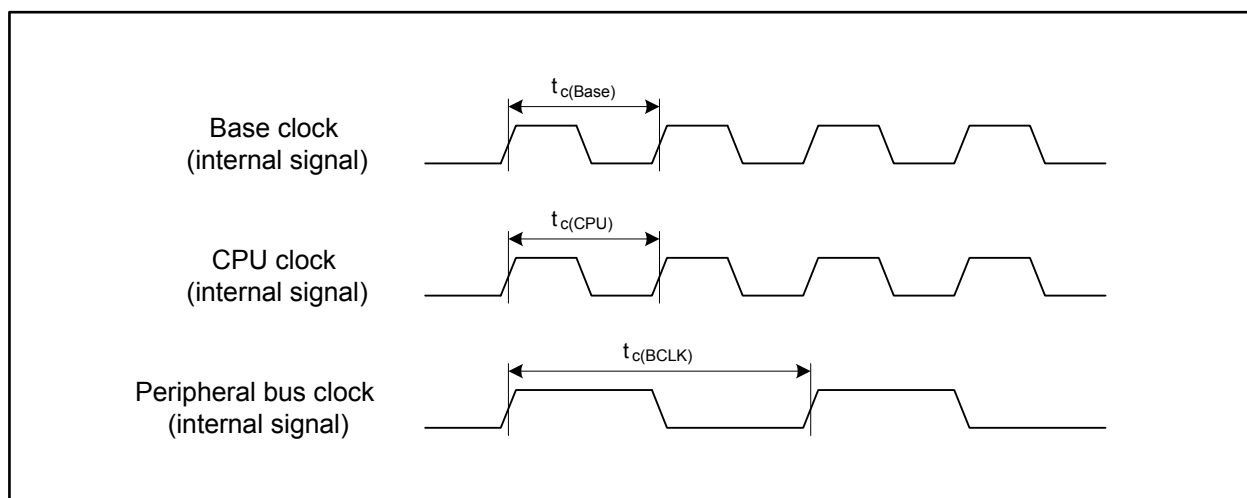 t c(Base)
Base clock
(internal signal)
t c(CPU)
CPU clock
(internal signal)
t c(BCLK)
Peripheral bus clock
(internal signal)